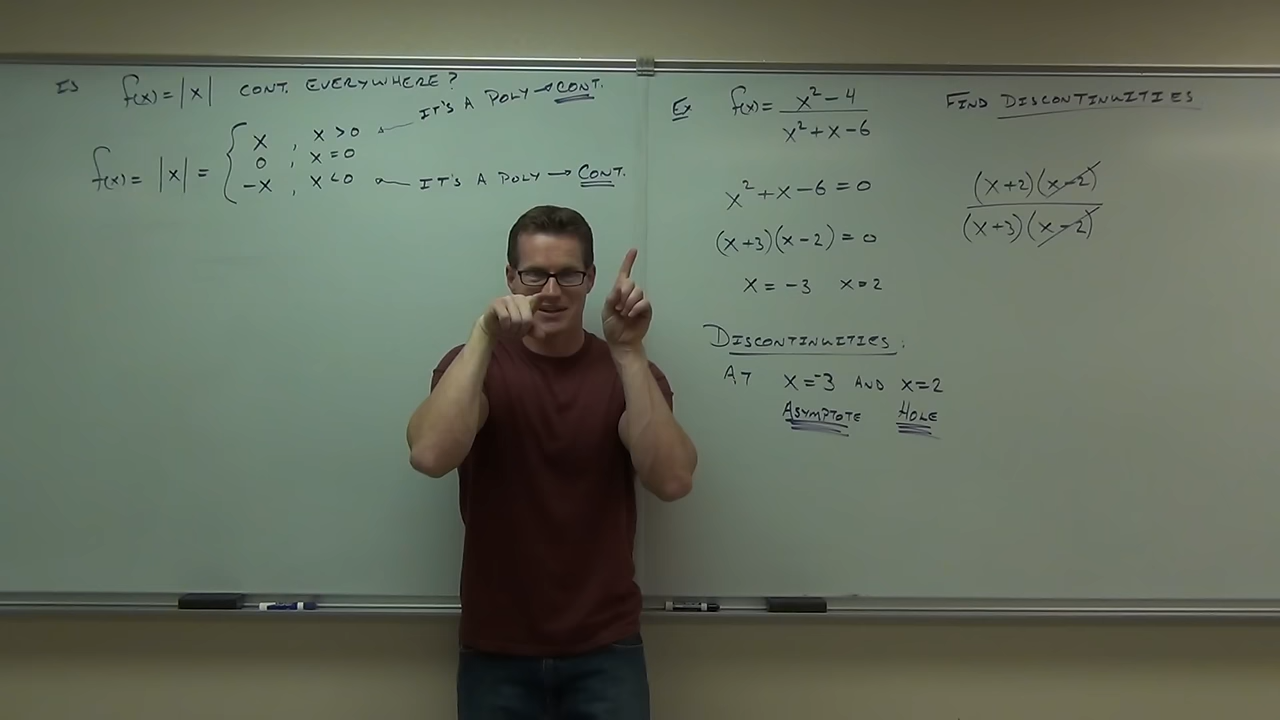 Is f(x) = |x| CONT. EVERYWHERE?
f(x) = |x| = { x , x > 0
0 , x = 0
-x , x < 0
IT'S A POLY → CONT.
IT'S A POLY → CONT.
Ex f(x) = x² - 4 / x² + x - 6
FIND DISCONTINUITIES
x² + x - 6 = 0
(x+3)(x-2) = 0
x = -3 x = 2
(x+2)(x-2)
(x+3)(x-2)
DISCONTINUITIES:
AT x = -3 AND x = 2
ASYMPTOTE HOLE